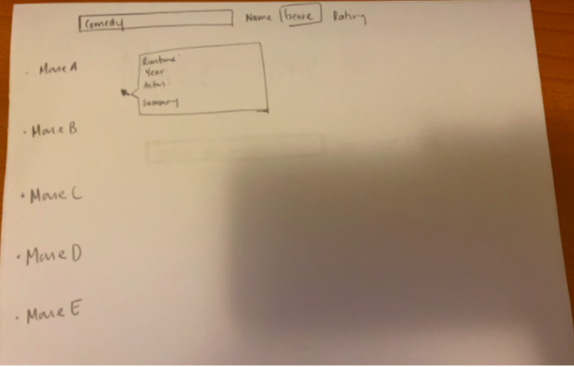 Comedy Name Genre Rating
Movie A
Runtime:
Year
Actors:
Summary
Movie B
Movie C
Movie D
Movie E